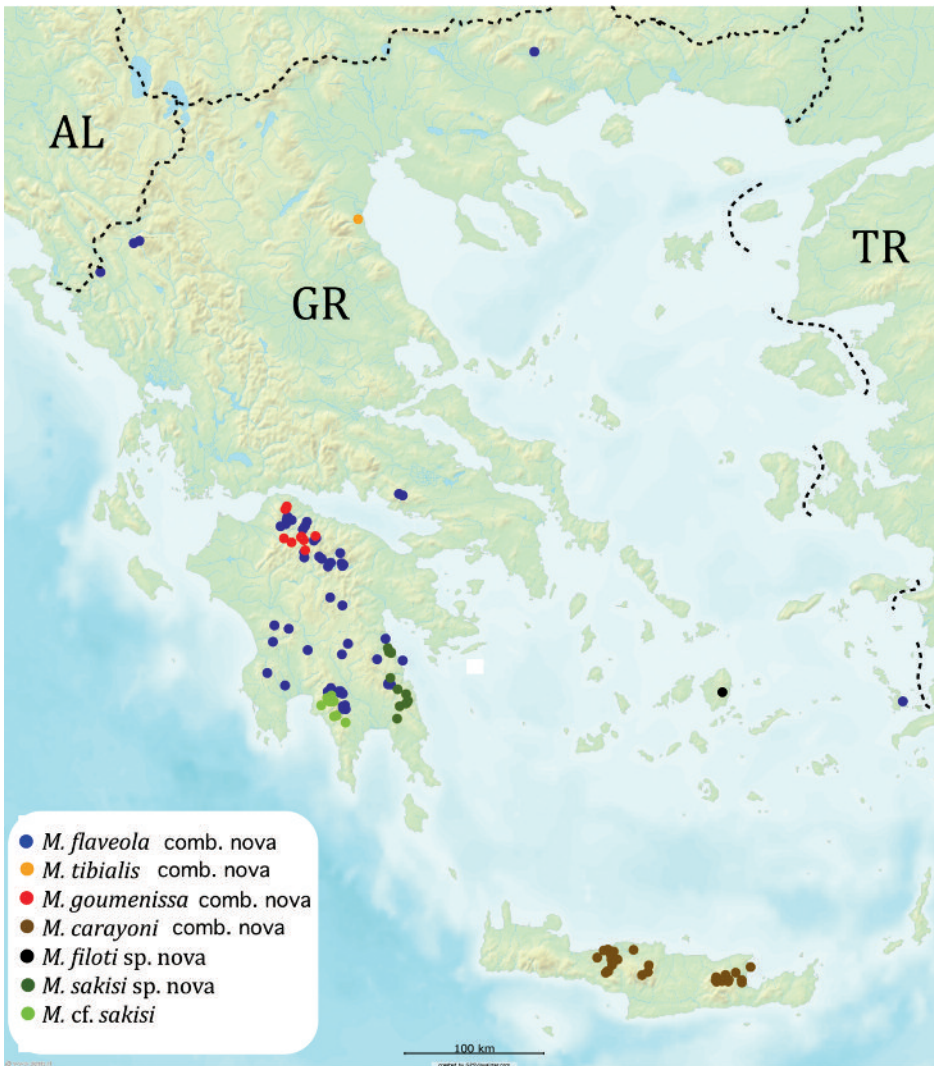 AL
TR
GR
M. flaveola comb. nova
M. tibialis comb. nova
M. goumenissa comb. nova
M. carayoni comb. nova
M. filoti sp. nova
M. sakisi sp. nova
M. cf. sakisi
100 km